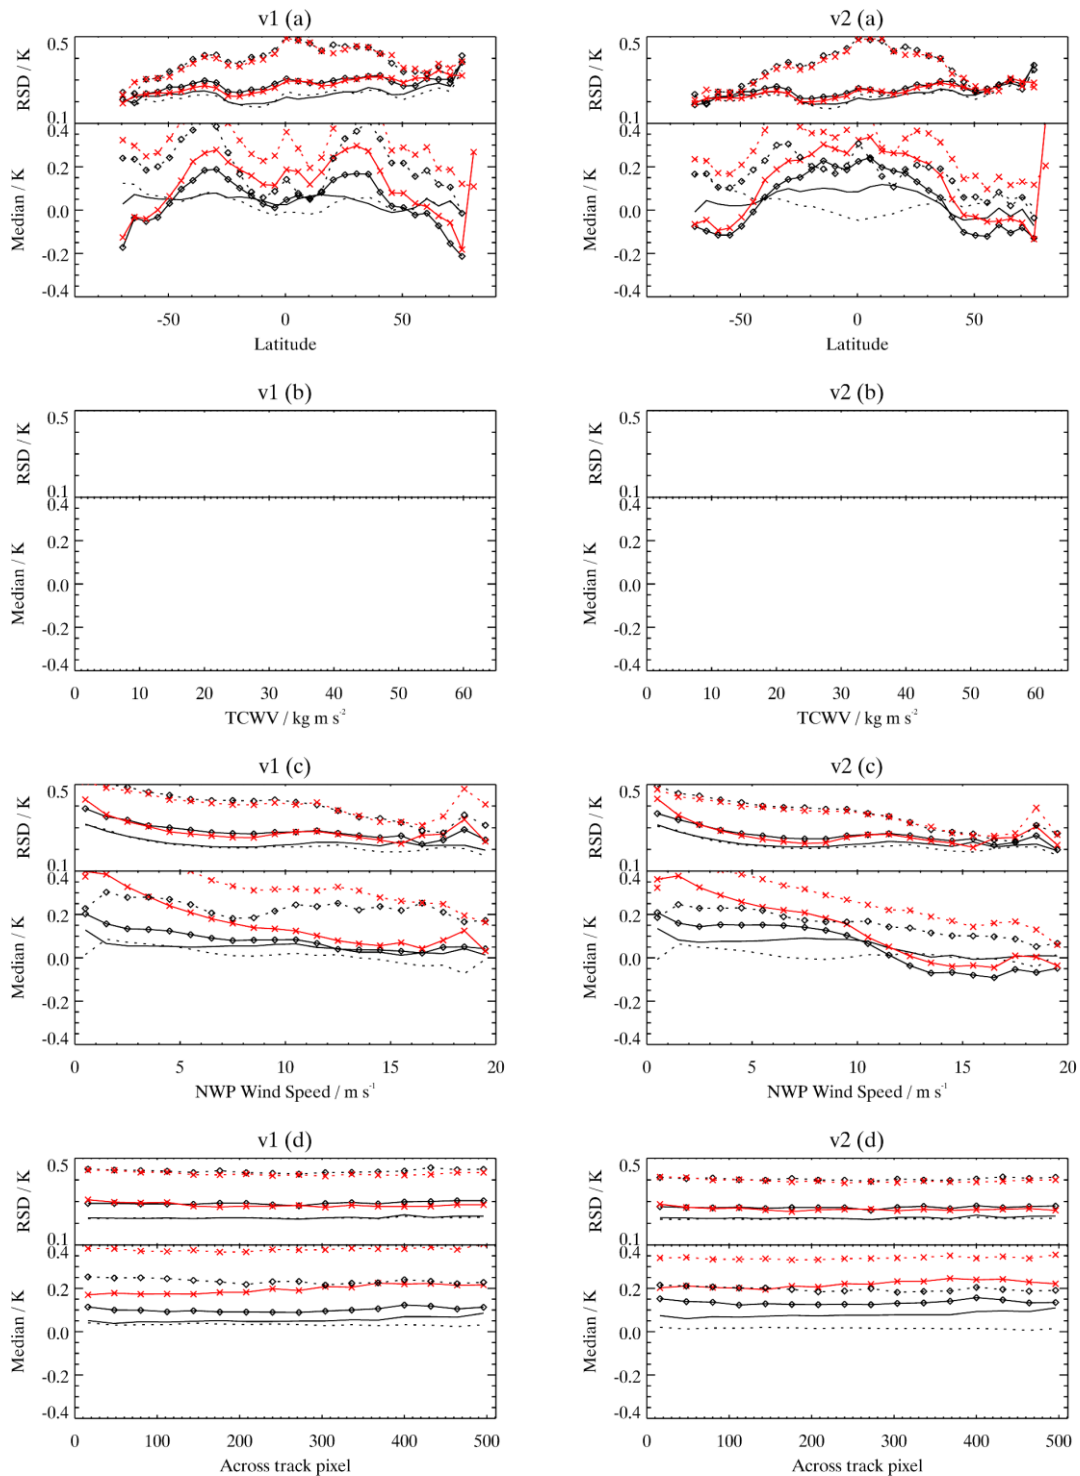 v1 (a)
v2 (a)
0.5
RSD / K
0.1
0.4
0.2
Median / K
0.0
-0.2
-0.4
-50 0 50
Latitude
0.5
RSD / K
0.1
0.4
0.2
Median / K
0.0
-0.2
-0.4
-50 0 50
Latitude
v1 (b)
v2 (b)
0.5
RSD / K
0.1
0.4
0.2
Median / K
0.0
-0.2
-0.4
0 10 20 30 40 50 60
TCWV / kg m s-2
0.5
RSD / K
0.1
0.4
0.2
Median / K
0.0
-0.2
-0.4
0 10 20 30 40 50 60
TCWV / kg m s-2
v1 (c)
v2 (c)
0.5
RSD / K
0.1
0.4
0.2
Median / K
0.0
-0.2
-0.4
0 5 10 15 20
NWP Wind Speed / m s-1
0.5
RSD / K
0.1
0.4
0.2
Median / K
0.0
-0.2
-0.4
0 5 10 15 20
NWP Wind Speed / m s-1
v1 (d)
v2 (d)
0.5
RSD / K
0.1
0.4
0.2
Median / K
0.0
-0.2
-0.4
0 100 200 300 400 500
Across track pixel
0.5
RSD / K
0.1
0.4
0.2
Median / K
0.0
-0.2
-0.4
0 100 200 300 400 500
Across track pixel